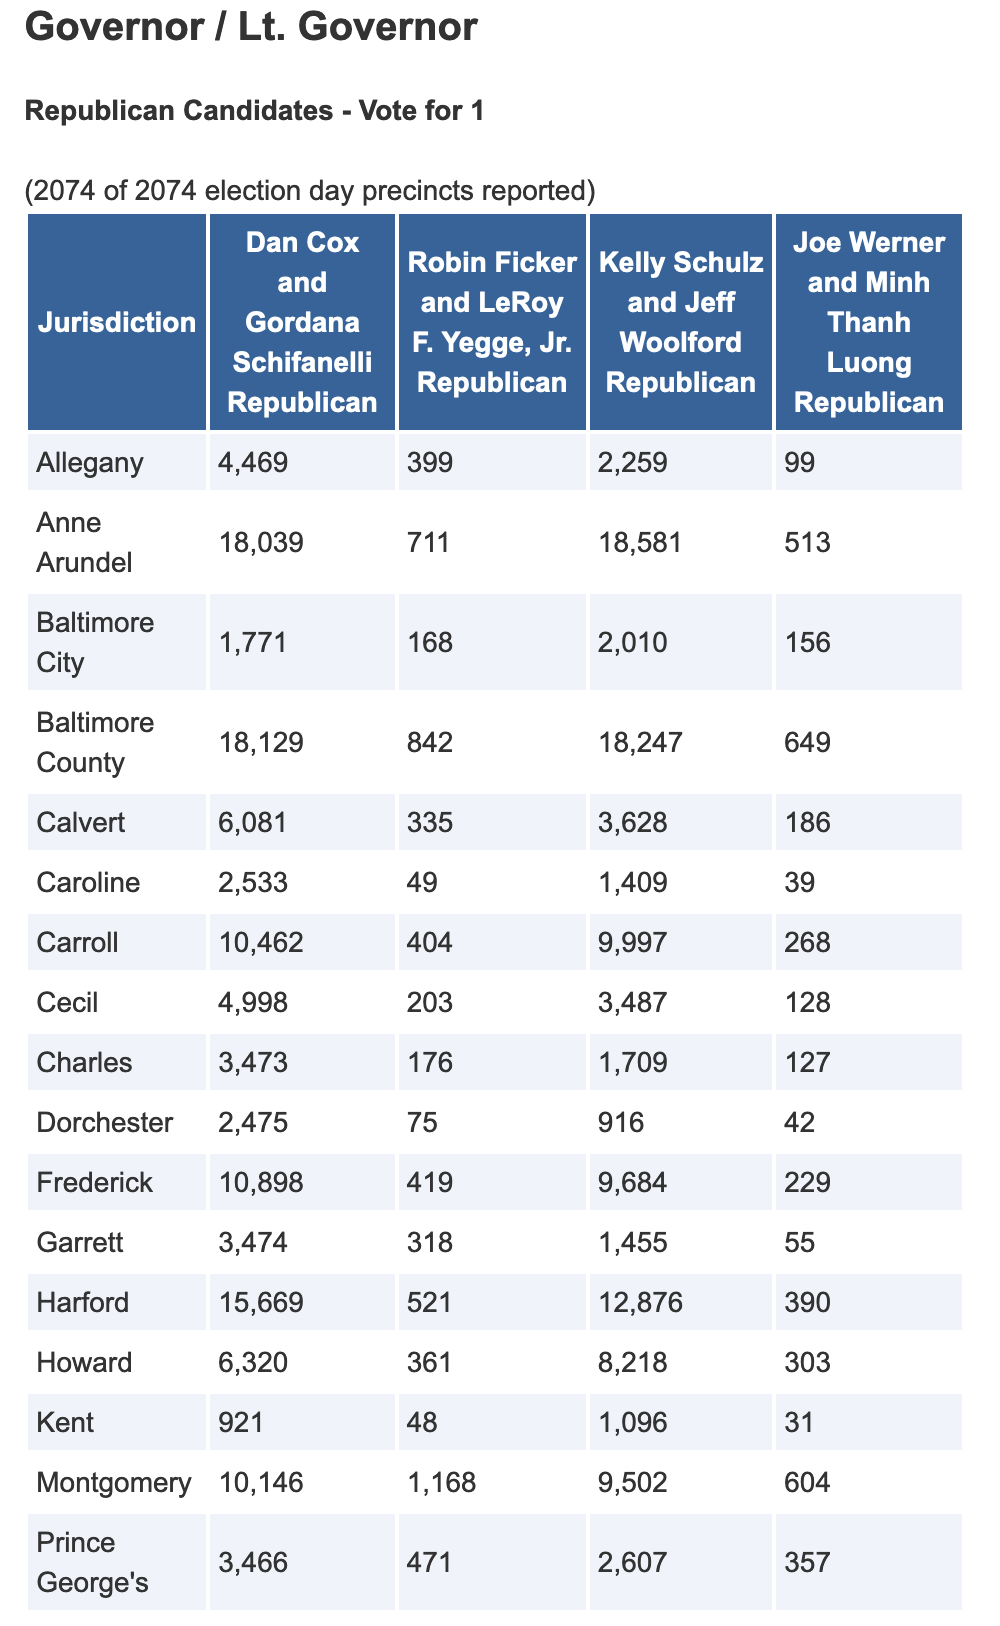 Governor / Lt. Governor
Republican Candidates - Vote for 1
(2074 of 2074 election day precincts reported)
Jurisdiction
Dan Cox
and
Gordana
Schifanelli
Republican
Robin Ficker
and LeRoy
F. Yegge, Jr.
Republican
Kelly Schulz
and Jeff
Woolford
Republican
Joe Werner
and Minh
Thanh
Luong
Republican
Allegany 4,469 399 2,259 99
Anne
Arundel
18,039 711 18,581 513
Baltimore
City
1,771 168 2,010 156
Baltimore
County
18,129 842 18,247 649
Calvert 6,081 335 3,628 186
Caroline 2,533 49 1,409 39
Carroll 10,462 404 9,997 268
Cecil 4,998 203 3,487 128
Charles 3,473 176 1,709 127
Dorchester 2,475 75 916 42
Frederick 10,898 419 9,684 229
Garrett 3,474 318 1,455 55
Harford 15,669 521 12,876 390
Howard 6,320 361 8,218 303
Kent 921 48 1,096 31
Montgomery 10,146 1,168 9,502 604
Prince
George's
3,466 471 2,607 357